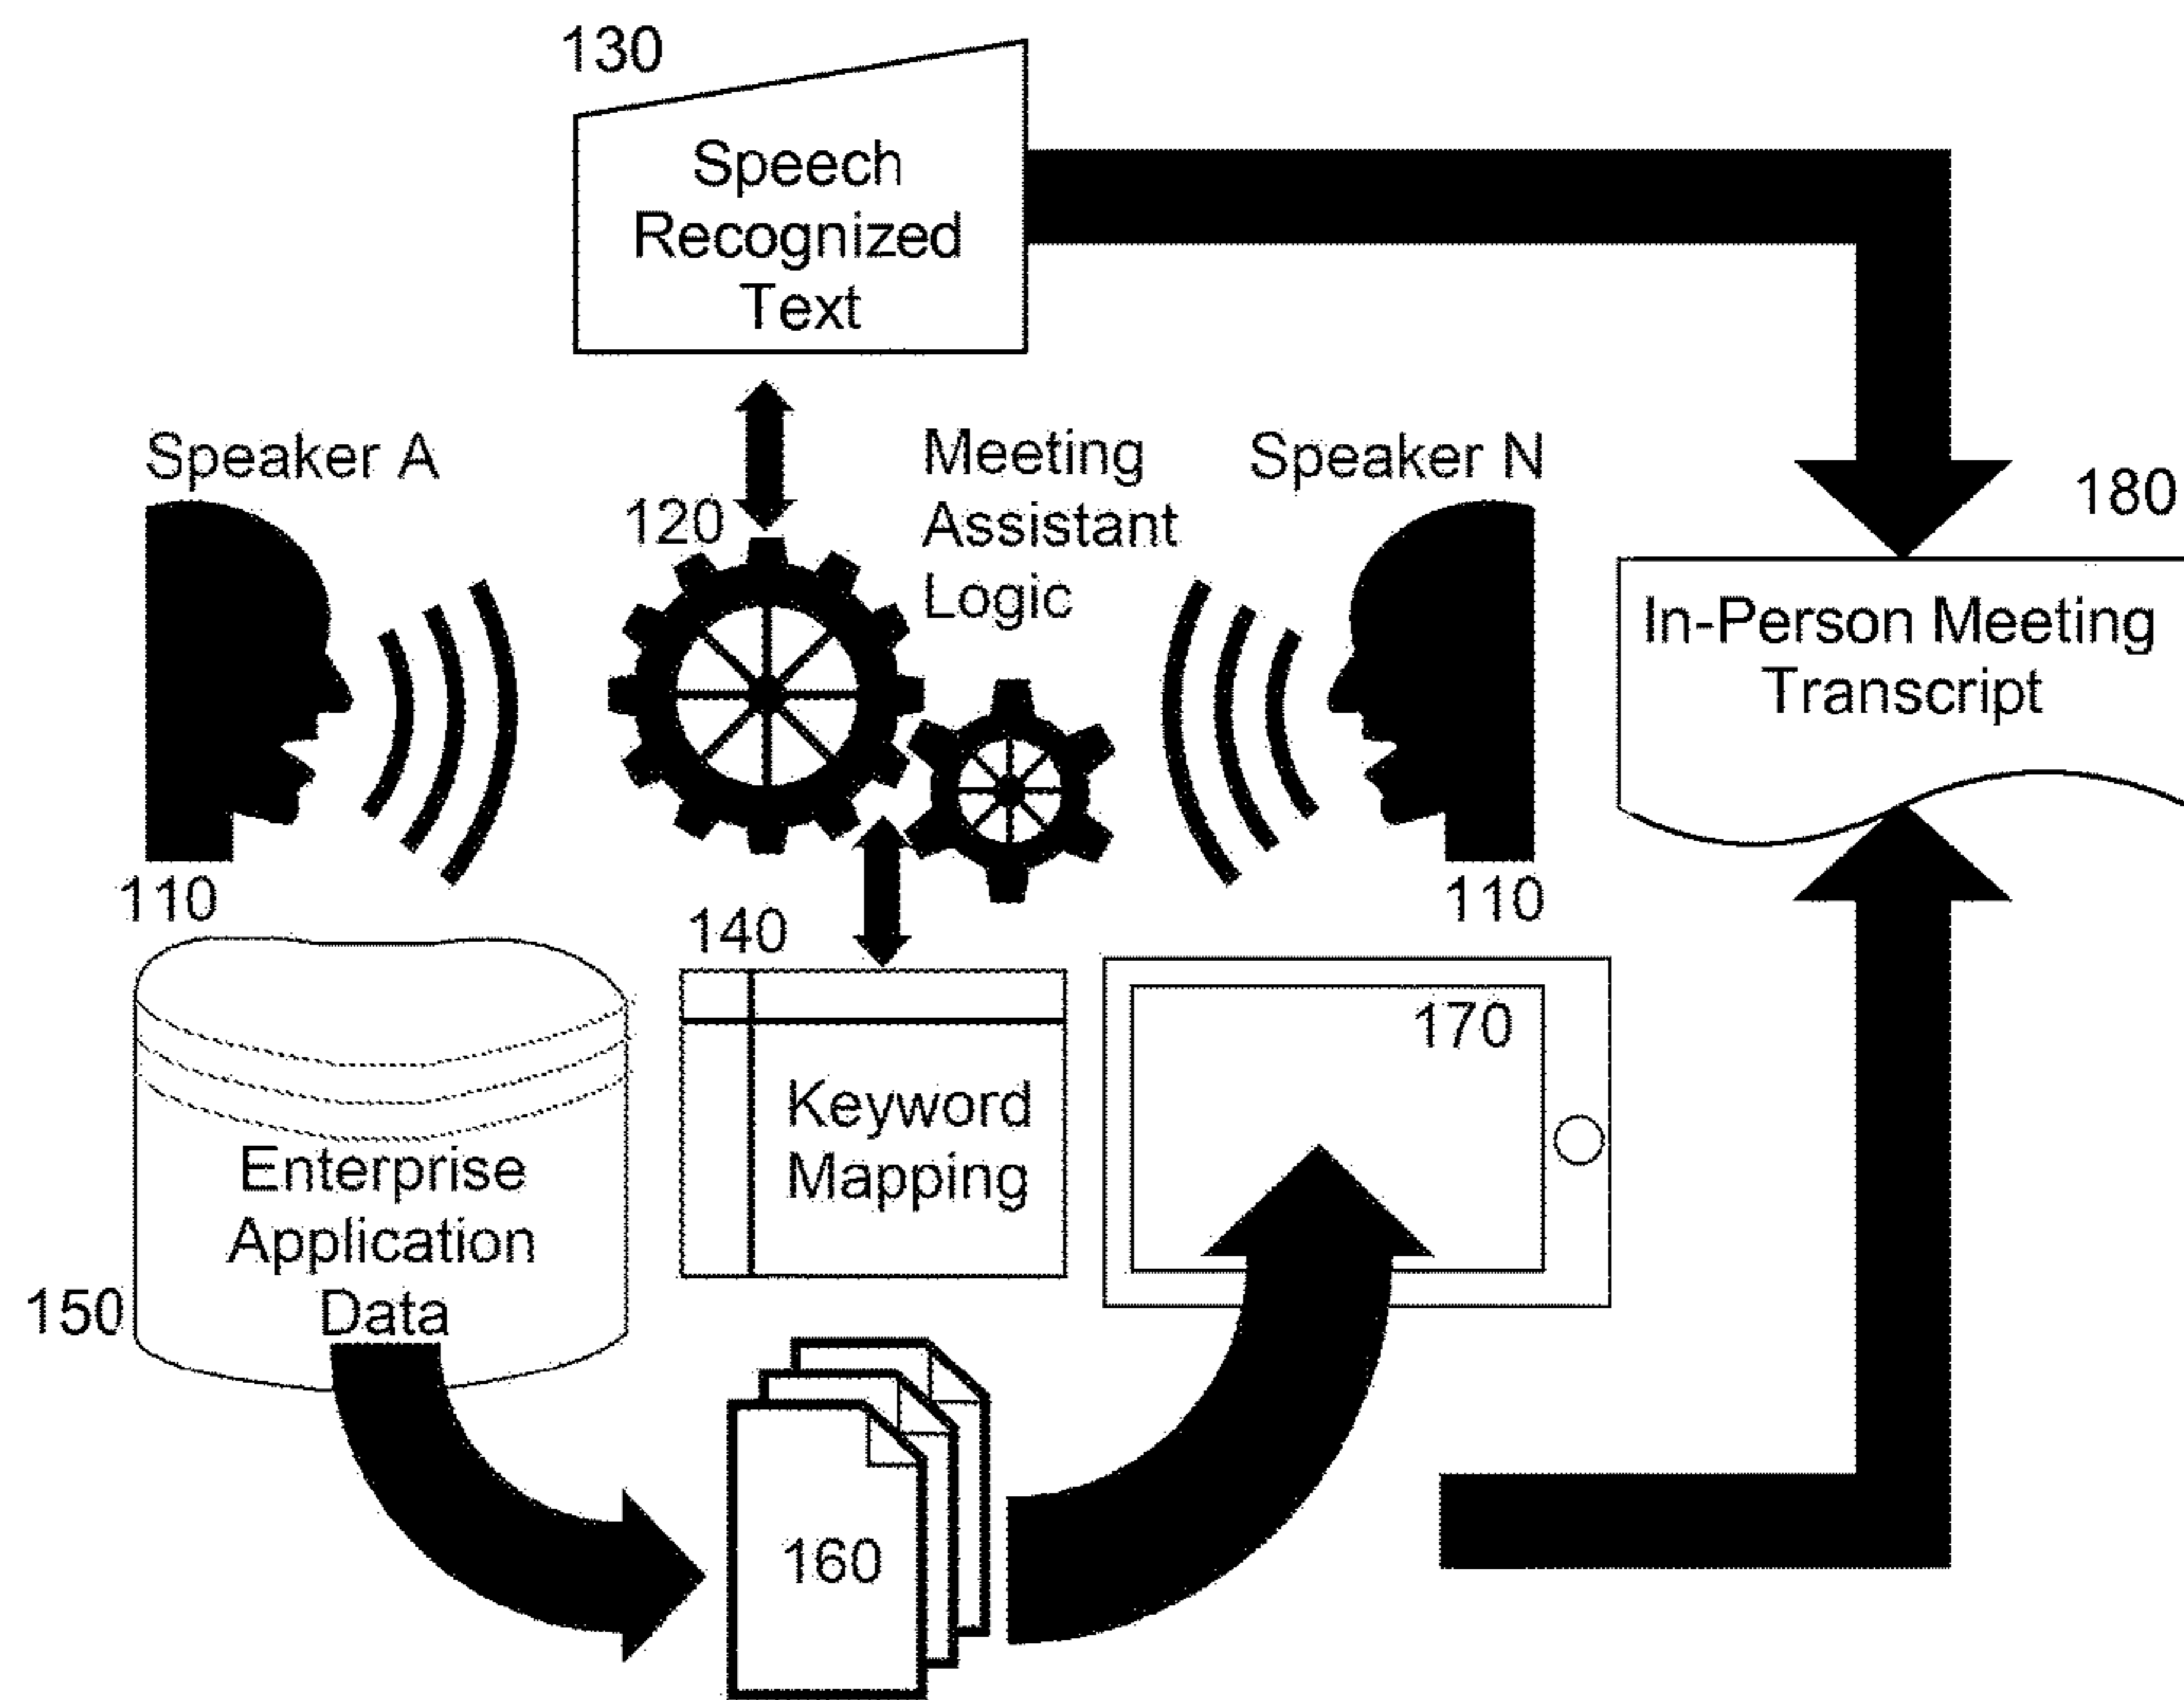 130
Speech
Recognized
Text
Speaker A
120
Meeting
Assistant
Logic
Speaker N
180
In-Person Meeting
Transcript
110
110
140
Keyword
Mapping
170
Enterprise
Application
Data
150
160